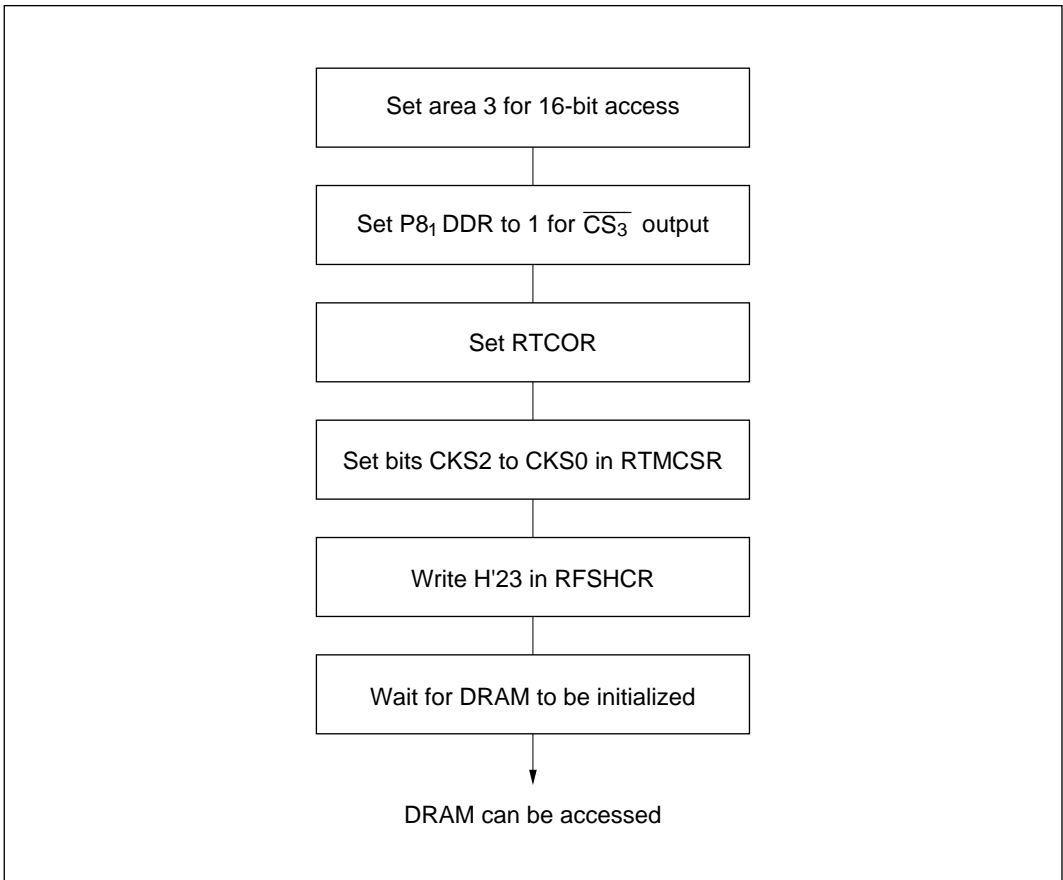 Set area 3 for 16-bit access
Set P8₁ DDR to 1 for C̅S̅₃̅ output
Set RTCOR
Set bits CKS2 to CKS0 in RTMCSR
Write H'23 in RFSHCR
Wait for DRAM to be initialized
DRAM can be accessed